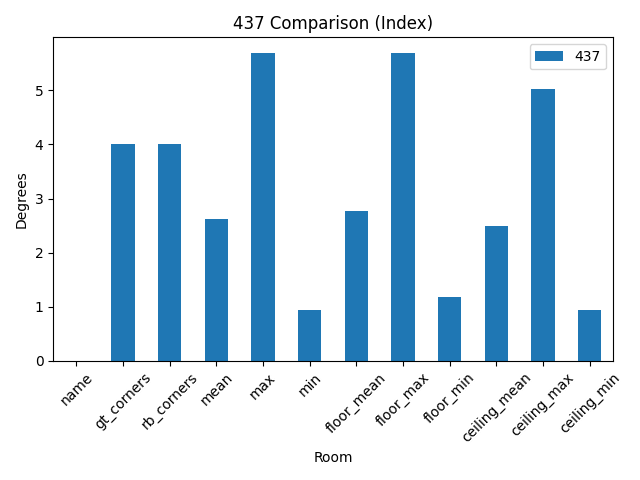 437 Comparison (Index)
437
Degrees
5
4
3
2
1
0
name
gt_corners
rb_corners
mean
max
min
floor_mean
floor_max
floor_min
ceiling_mean
ceiling_max
ceiling_min
Room